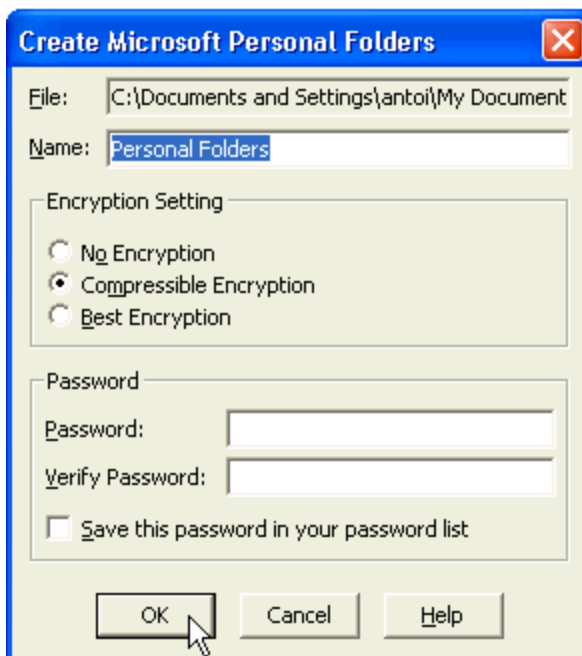 Create Microsoft Personal Folders
File: C:\Documents and Settings\antoi\My Document
Name: Personal Folders
Encryption Setting
No Encryption
Compressible Encryption
Best Encryption
Password
Password:
Verify Password:
Save this password in your password list
OK Cancel Help